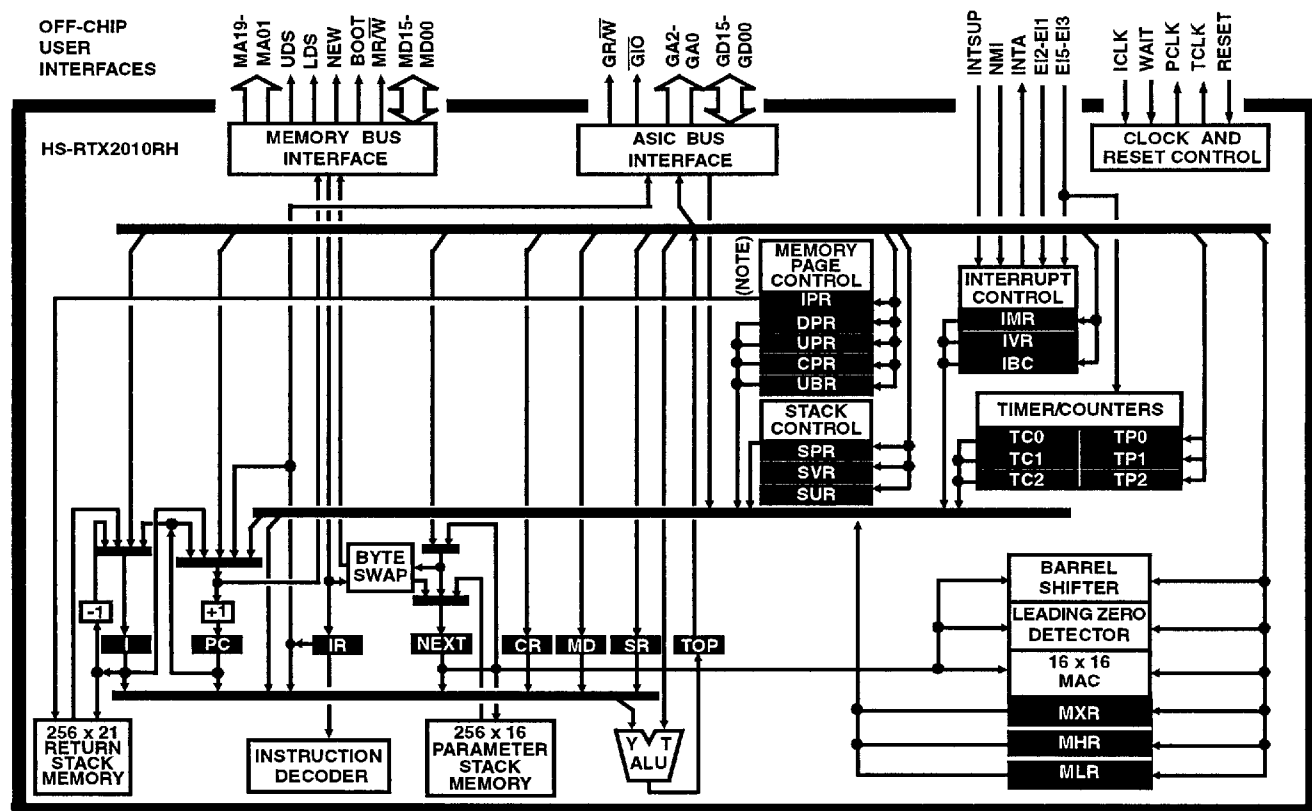 OFF-CHIP
USER
INTERFACES
MA19-
MA01
UDS
LDS
NEW
BOOT
MR/W̅
MD15-
MD00
GR/W̅
G̅I̅O̅
GA2-
GA0
GD15-
GD00
INTSUP
NMI
INTA
EI2-EI1
EI5-EI3
ICLK
WAIT
PCLK
TCLK
RESET
HS-RTX2010RH
MEMORY BUS
INTERFACE
ASIC BUS
INTERFACE
CLOCK AND
RESET CONTROL
(NOTE)
MEMORY
PAGE
CONTROL
IPR
DPR
UPR
CPR
UBR
INTERRUPT
CONTROL
IMR
IVR
IBC
STACK
CONTROL
SPR
SVR
SUR
TIMER/COUNTERS
TC0 TP0
TC1 TP1
TC2 TP2
BYTE
SWAP
-1
+1
I
PC
IR
NEXT
CR
MD
SR
TOP
BARREL
SHIFTER
LEADING ZERO
DETECTOR
16 x 16
MAC
MXR
MHR
MLR
256 x 21
RETURN
STACK
MEMORY
INSTRUCTION
DECODER
256 x 16
PARAMETER
STACK
MEMORY
Y T
ALU